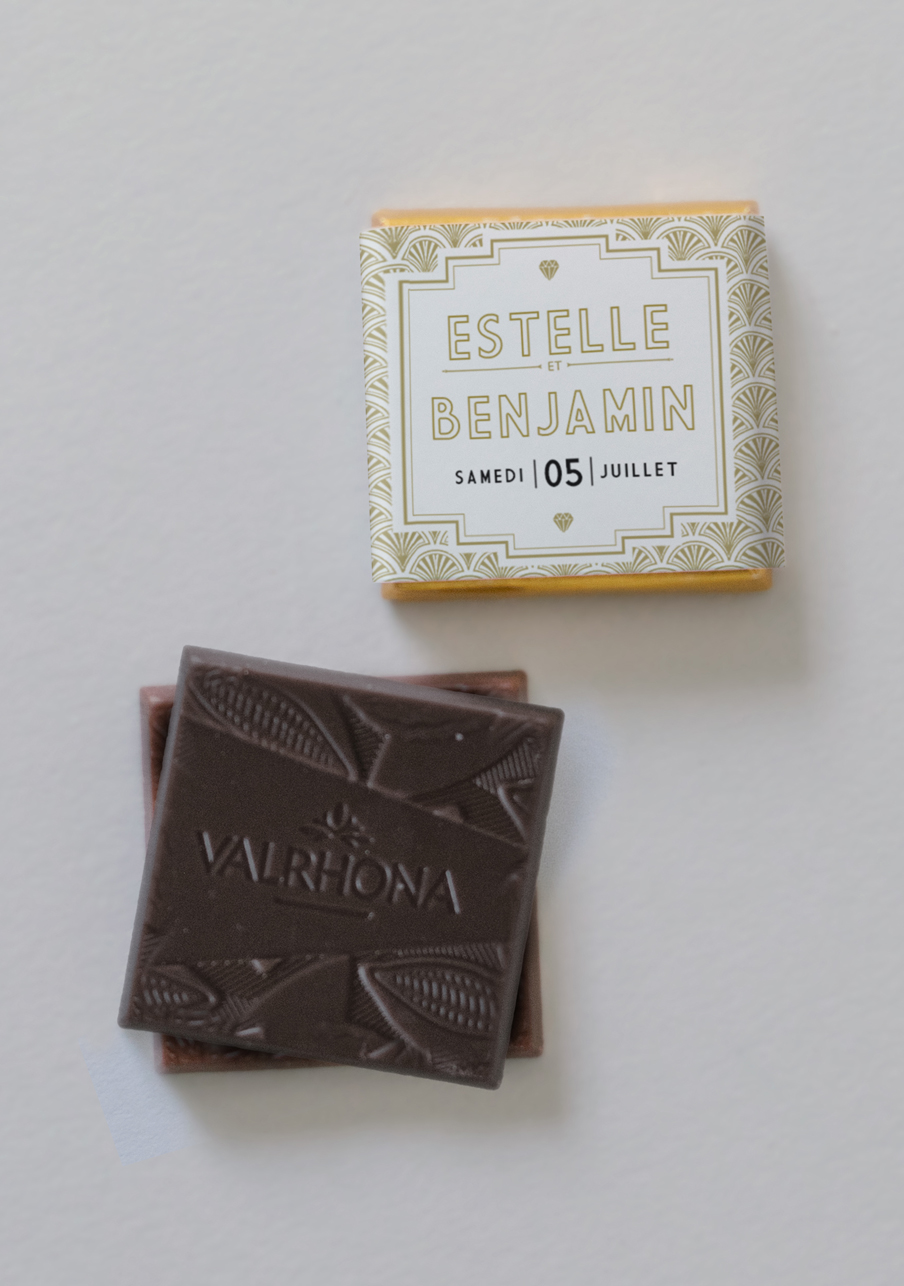 ESTELLE
ET
BENJAMIN
SAMEDI | 05 | JUILLET
VALRHONA